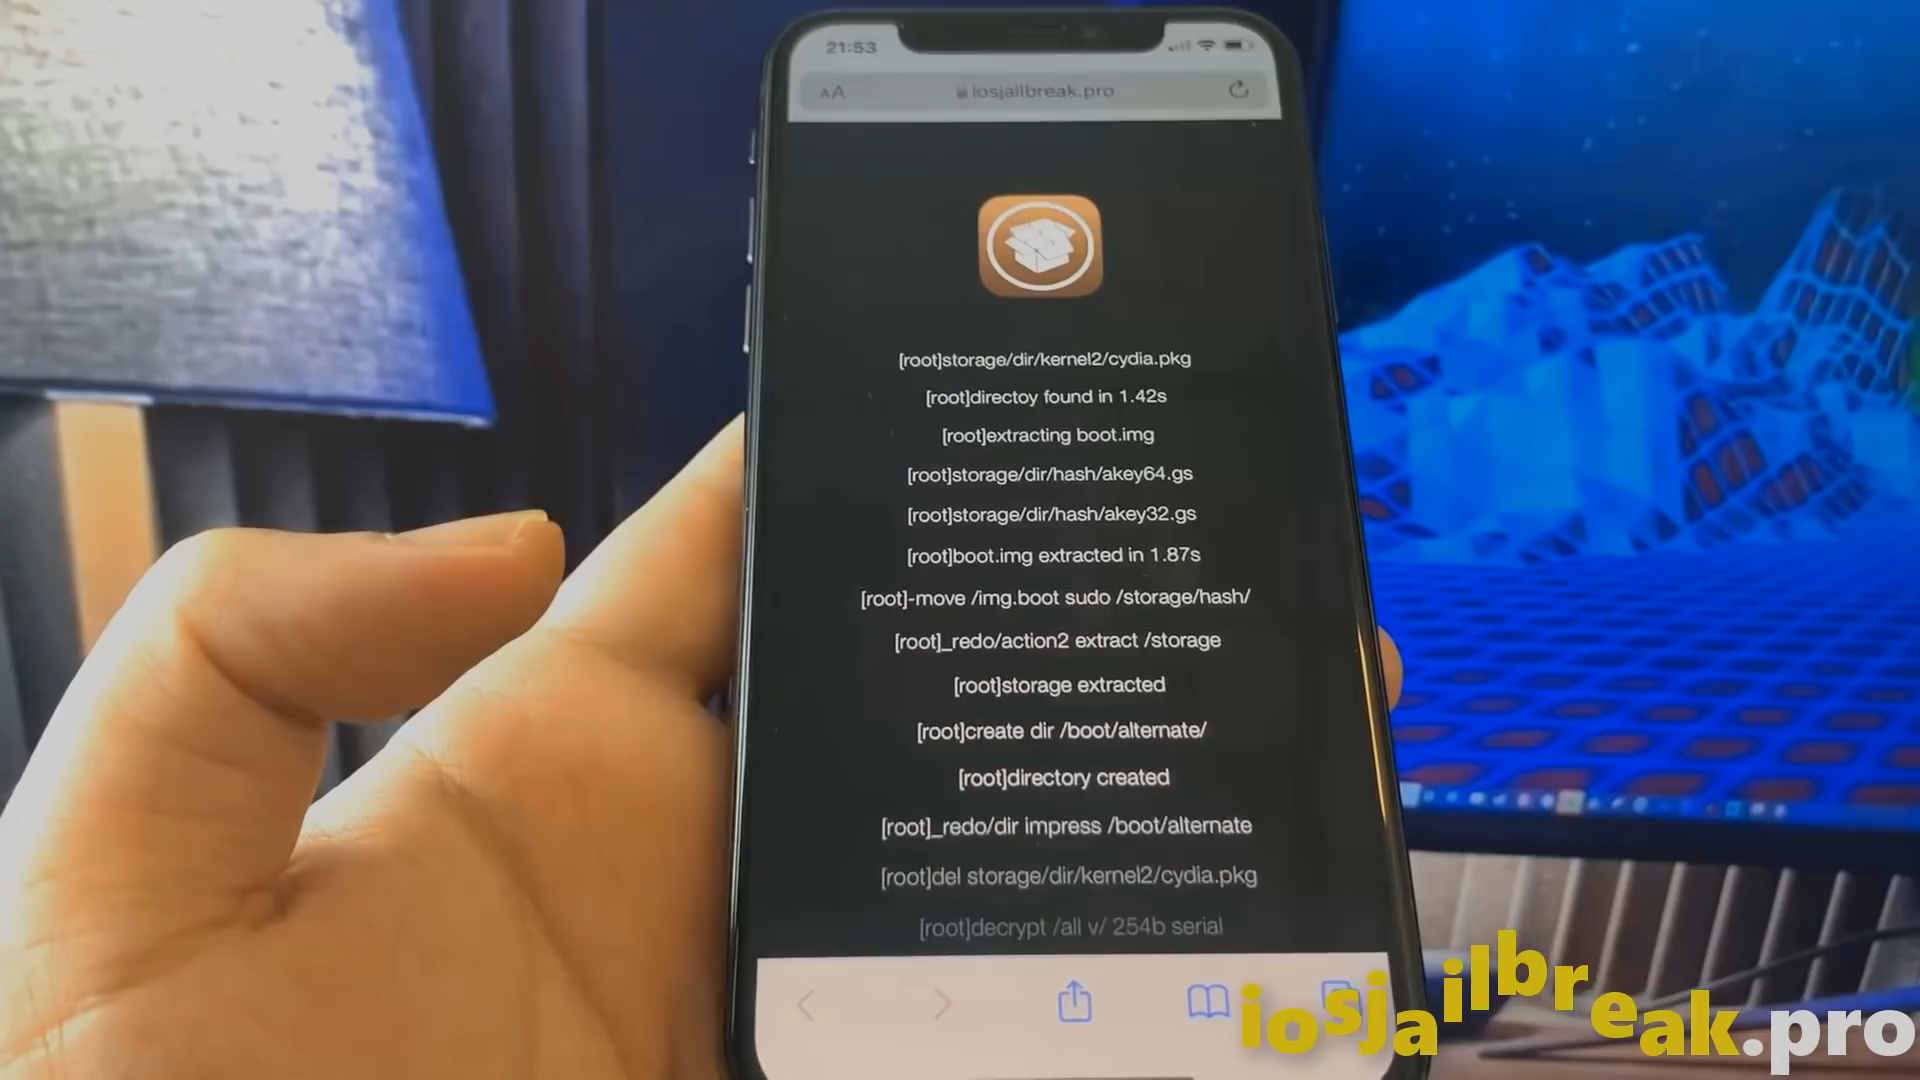 21:53
AA iosjailbreak.pro
[root]storage/dir/kernel2/cydia.pkg
[root]directoy found in 1.42s
[root]extracting boot.img
[root]storage/dir/hash/akey64.gs
[root]storage/dir/hash/akey32.gs
[root]boot.img extracted in 1.87s
[root]-move /img.boot sudo /storage/hash/
[root]_redo/action2 extract /storage
[root]storage extracted
[root]create dir /boot/alternate/
[root]directory created
[root]_redo/dir impress /boot/alternate
[root]del storage/dir/kernel2/cydia.pkg
[root]decrypt /all v/ 254b serial
iosjailbreak.pro